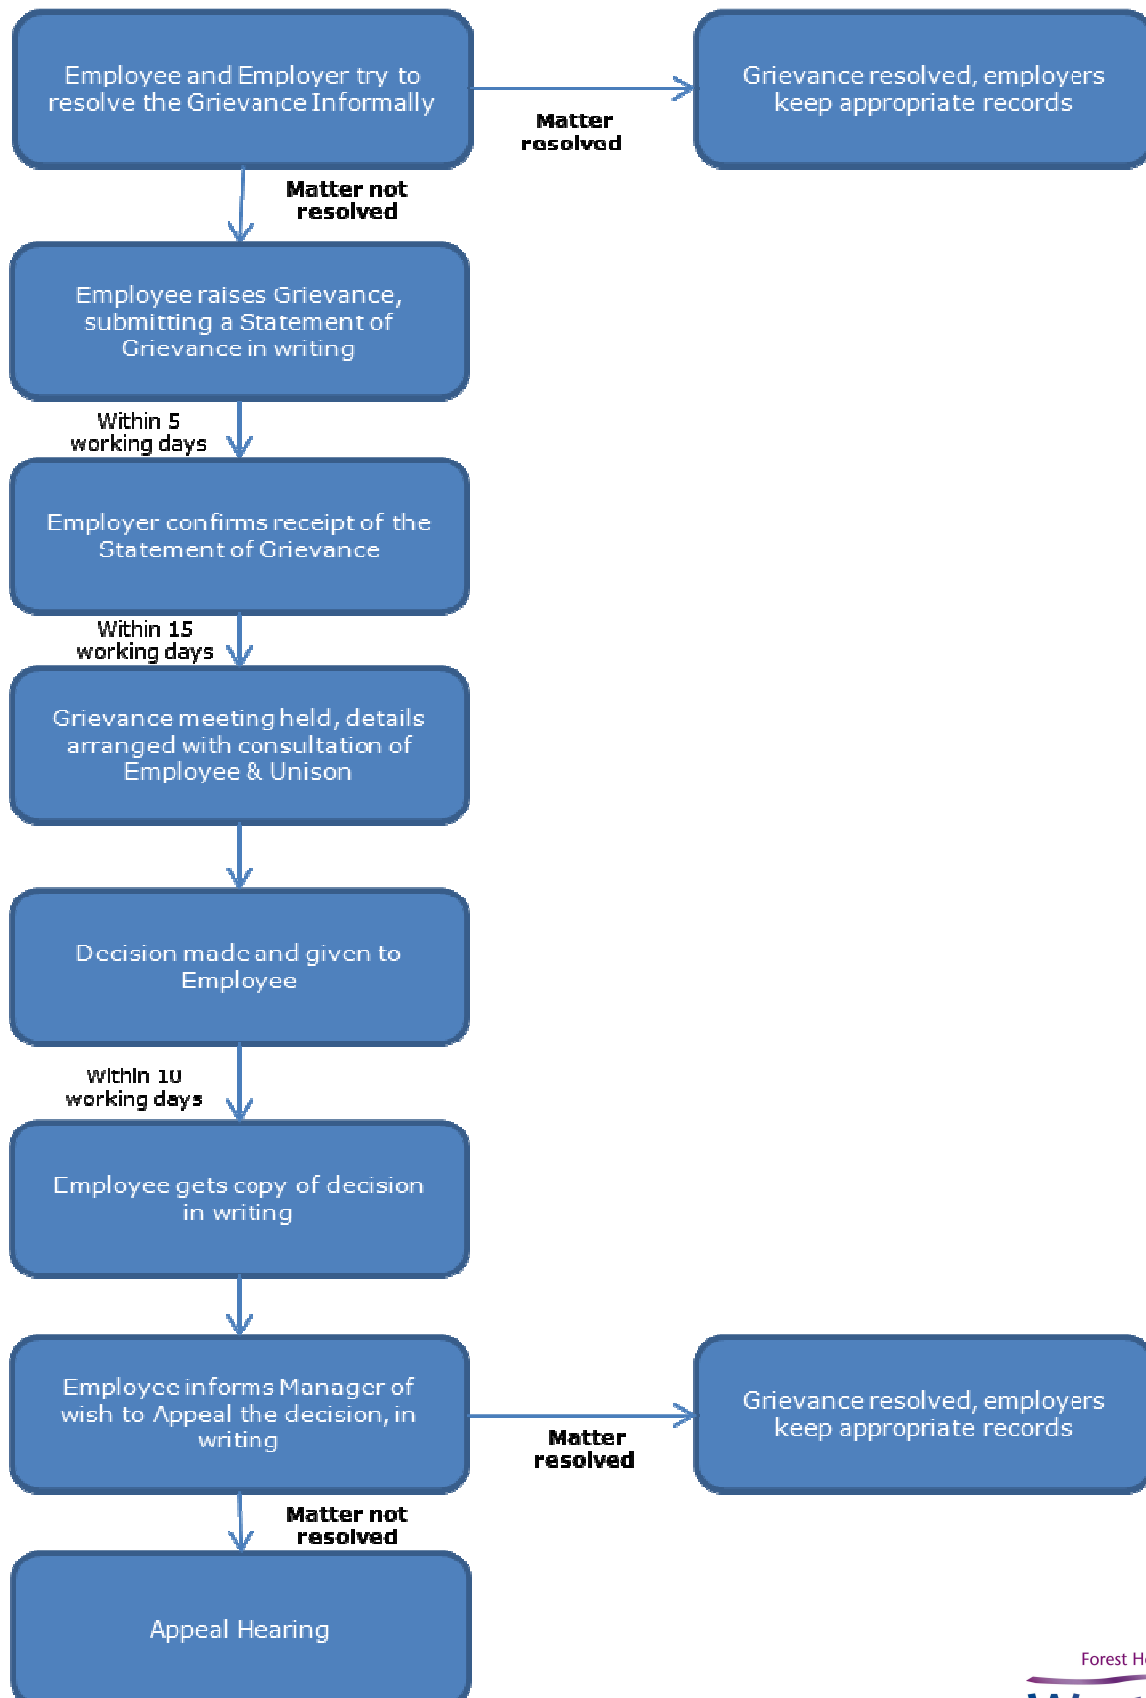 Employee and Employer try to
resolve the Grievance Informally
Matter
resolved
Grievance resolved, employers
keep appropriate records
Matter not
resolved
Employee raises Grievance,
submitting a Statement of
Grievance in writing
Within 5
working days
Employer confirms receipt of the
Statement of Grievance
Within 15
working days
Grievance meeting held, details
arranged with consultation of
Employee & Unison
Decision made and given to
Employee
Within 10
working days
Employee gets copy of decision
in writing
Employee informs Manager of
wish to Appeal the decision, in
writing
Matter
resolved
Grievance resolved, employers
keep appropriate records
Matter not
resolved
Appeal Hearing
Forest